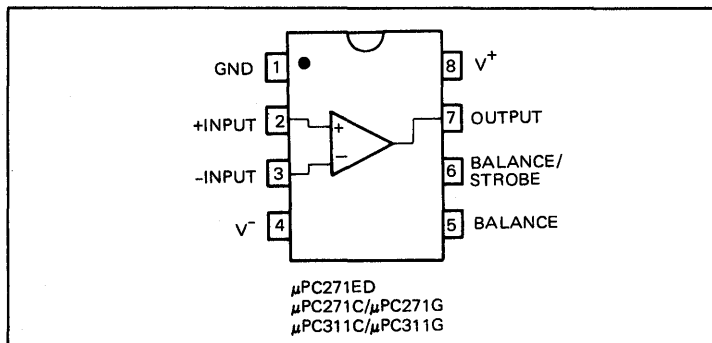 GND 1 8 V⁺
+INPUT 2 + 7 OUTPUT
-INPUT 3 − 6 BALANCE/
STROBE
V⁻ 4 5 BALANCE
μPC271ED
μPC271C/μPC271G
μPC311C/μPC311G